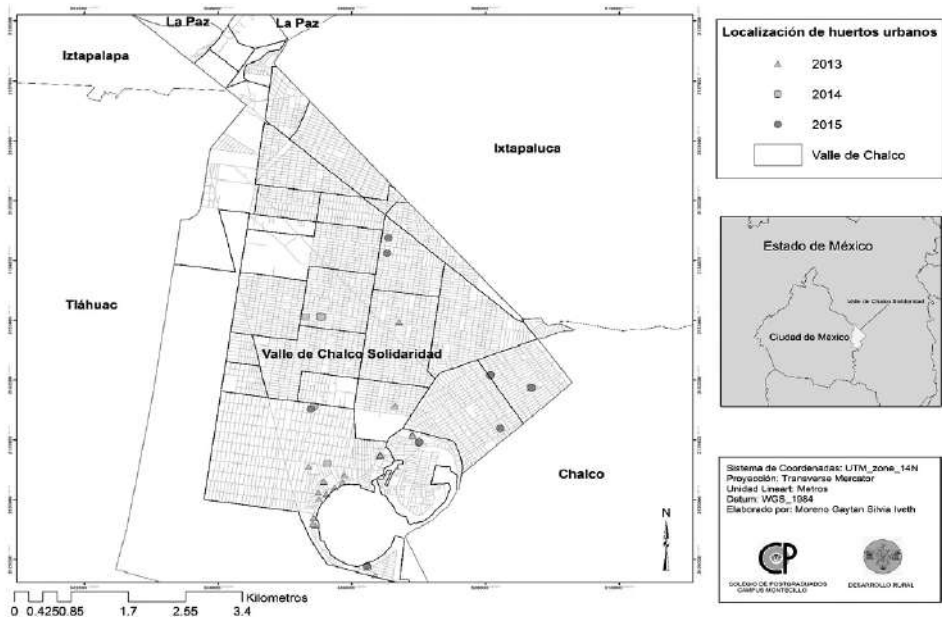 La Paz
La Paz
Iztapalapa
Ixtapaluca
Tláhuac
Valle de Chalco Solidaridad
Chalco
N
Kilometros
0 0.4250.85 1.7 2.55 3.4
Localización de huertos urbanos
2013
2014
2015
Valle de Chalco
Estado de México
Valle de Chalco Solidaridad
Ciudad de México
Sistema de Coordenadas: UTM_zone_14N
Proyección: Transverse Mercator
Unidad Lineart: Metros
Datum: WGS_1984
Elaborado por: Moreno Gaytan Silvia Iveth
CP
COLEGIO DE POSTGRADUADOS
CAMPUS MONTECILLO
DESARROLLO RURAL